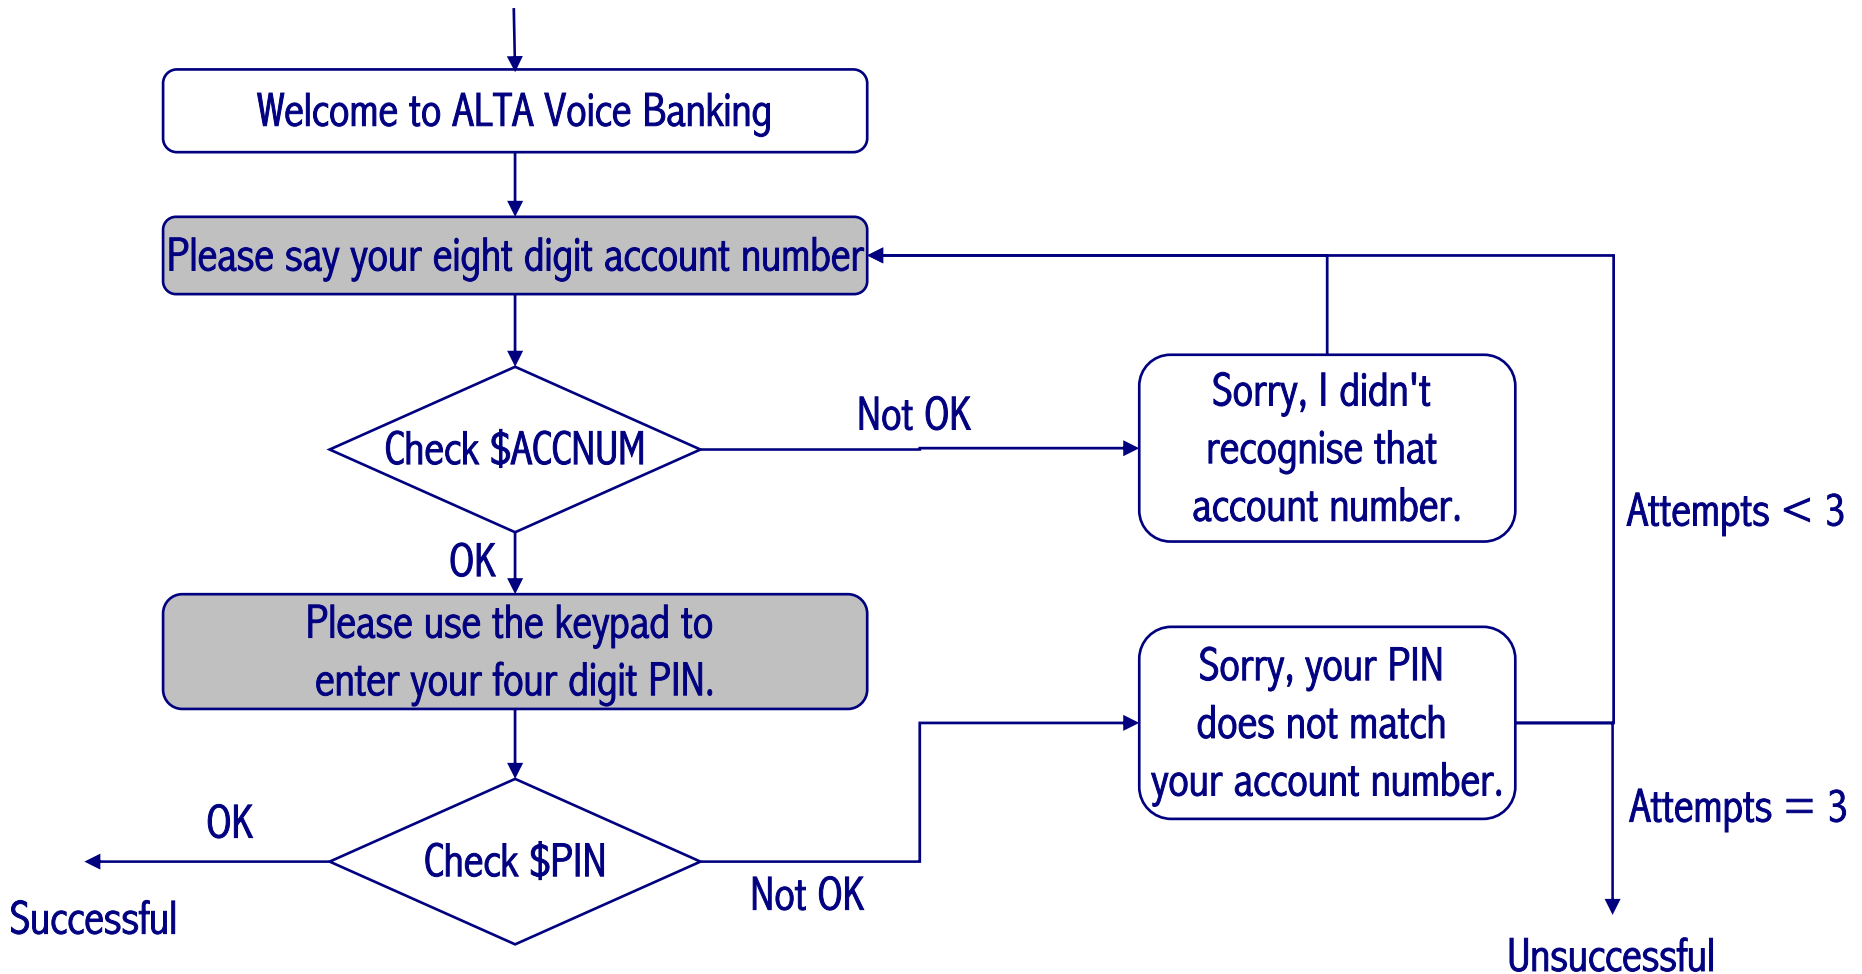 Welcome to ALTA Voice Banking
Please say your eight digit account number
Not OK
Sorry, I didn't
recognise that
account number.
Check $ACCNUM
Attempts < 3
OK
Please use the keypad to
enter your four digit PIN.
Sorry, your PIN
does not match
your account number.
Attempts = 3
OK
Check $PIN
Not OK
Successful
Unsuccessful